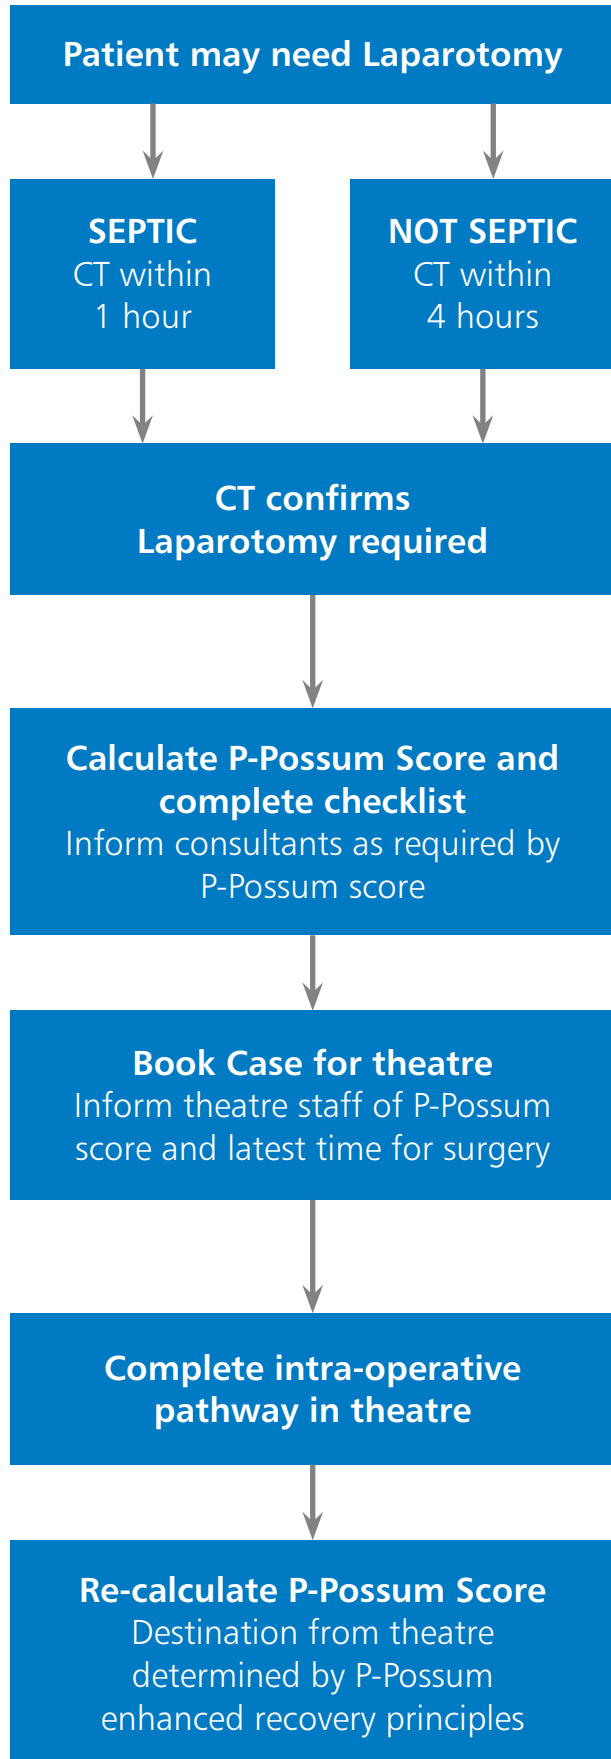 Patient may need Laparotomy
SEPTIC
CT within
1 hour
NOT SEPTIC
CT within
4 hours
CT confirms
Laparotomy required
Calculate P-Possum Score and
complete checklist
Inform consultants as required by
P-Possum score
Book Case for theatre
Inform theatre staff of P-Possum
score and latest time for surgery
Complete intra-operative
pathway in theatre
Re-calculate P-Possum Score
Destination from theatre
determined by P-Possum
enhanced recovery principles